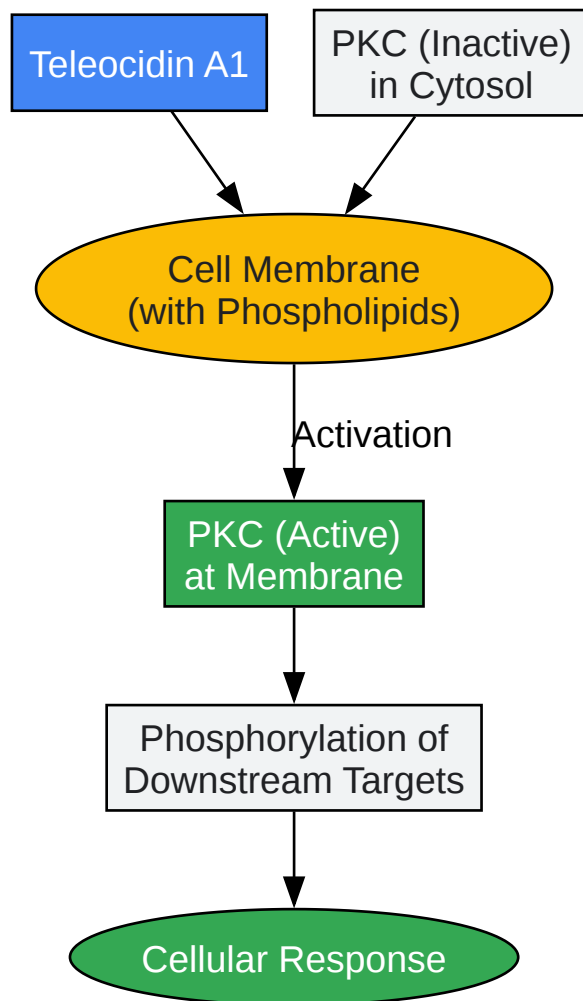 Teleocidin A1
PKC (Inactive)
in Cytosol
Cell Membrane
(with Phospholipids)
Activation
PKC (Active)
at Membrane
Phosphorylation of
Downstream Targets
Cellular Response